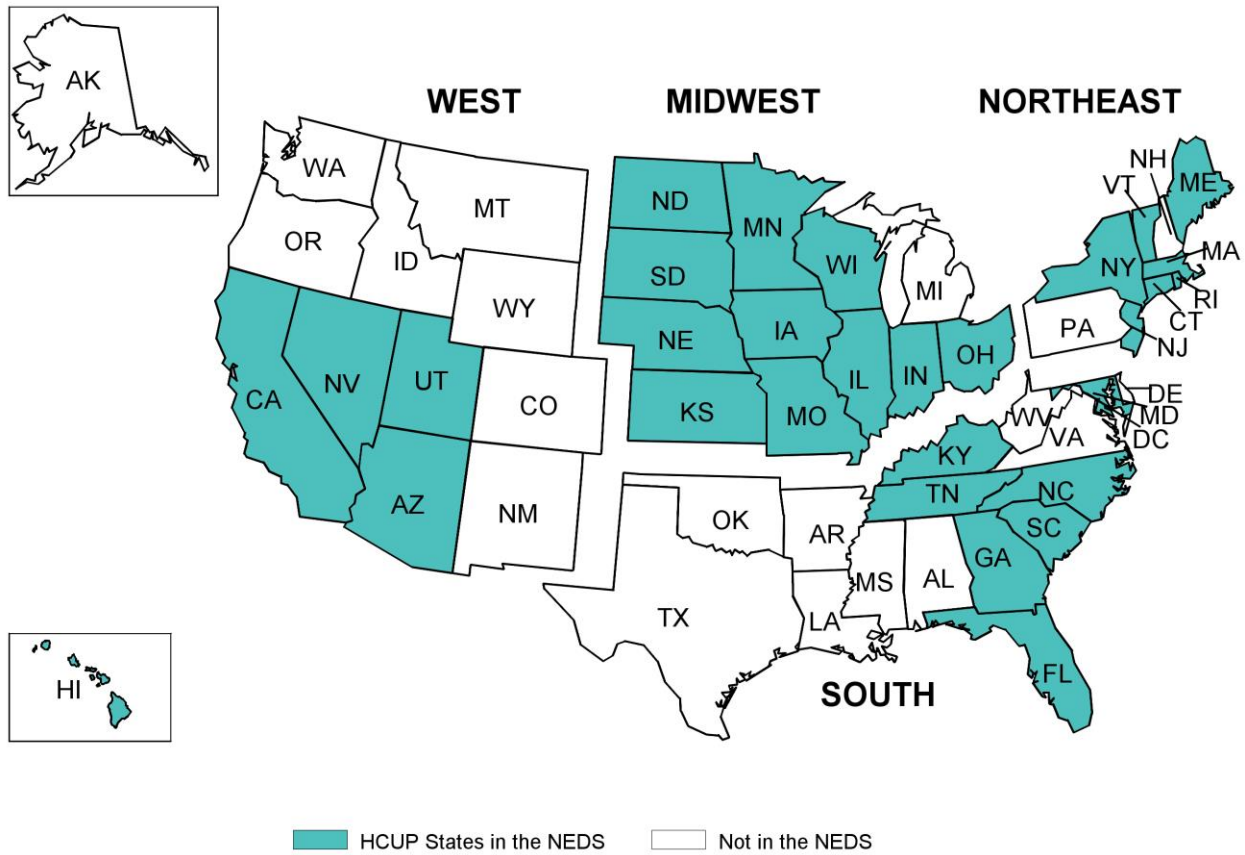 AK
WEST MIDWEST NORTHEAST
WA
MT
OR
ID
WY
CA
NV
UT
CO
AZ
NM
ND
MN
SD
WI
MI
NE
IA
IL
IN
OH
KS
MO
NH
VT
ME
NY
MA
RI
CT
PA
NJ
DE
MD
DC
WV
VA
KY
TN
NC
SC
OK
AR
GA
MS
AL
TX
LA
FL
SOUTH
HI
HCUP States in the NEDS
Not in the NEDS